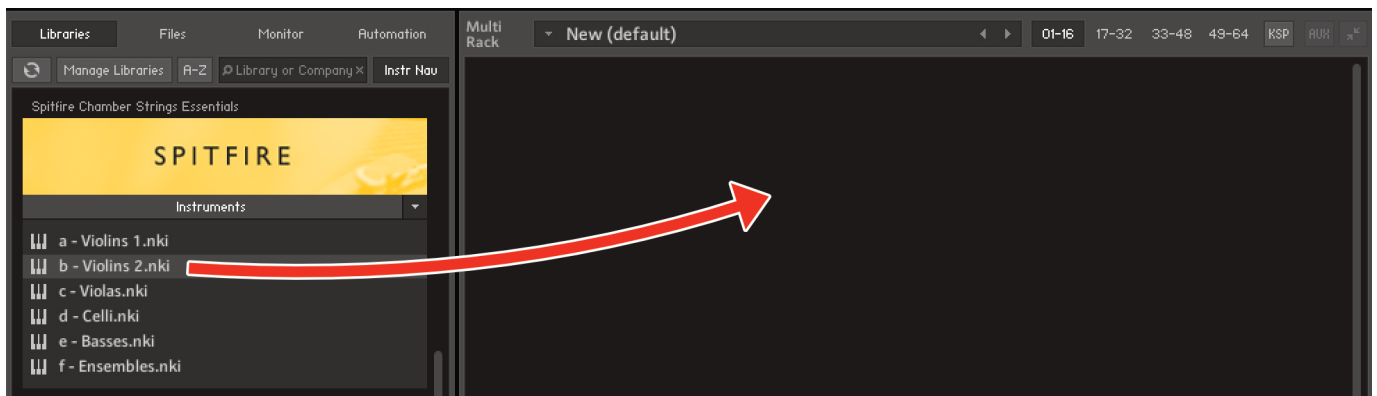 Libraries Files Monitor Automation
Manage Libraries A-Z Library or Company × Instr Nav
Spitfire Chamber Strings Essentials
SPITFIRE
Instruments
a - Violins 1.nki
b - Violins 2.nki
c - Violas.nki
d - Celli.nki
e - Basses.nki
f - Ensembles.nki
Multi
Rack
New (default)
01-16 17-32 33-48 49-64 KSP AUX